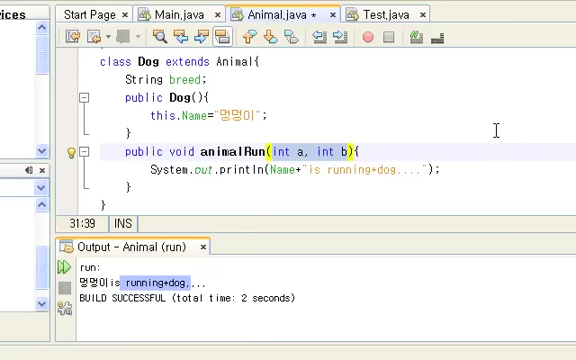 rvices
Start Page
Main.java
Animal.java *
Test.java
class Dog extends Animal{
String breed;
public Dog(){
this.Name="멍멍이";
}
public void animalRun(int a, int b){
System.out.println(Name+"is running+dog....");
}
}
31:39 INS
Output - Animal (run)
run:
멍멍이is running+dog....
BUILD SUCCESSFUL (total time: 2 seconds)